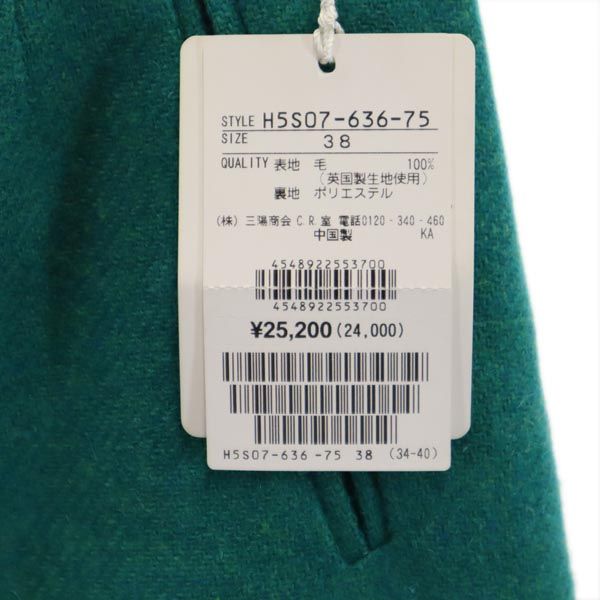 STYLE H5S07-636-75
SIZE 38
QUALITY 表地 毛 100%
(英国製生地使用)
裏地 ポリエステル
(株) 三陽商会 C.R.室 電話0120-340-460
中国製 KA
4548922553700
4548922553700
¥25,200(24,000)
H5S07-636-75 38 (34-40)